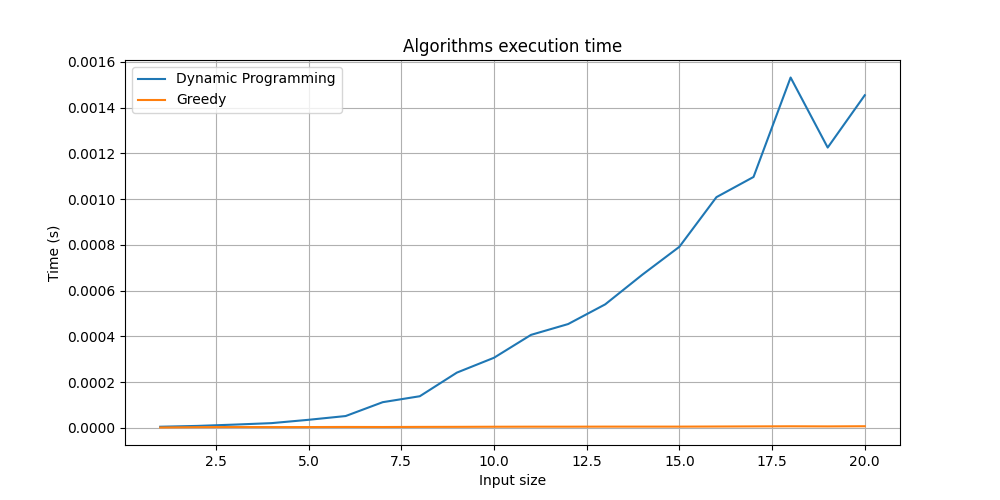 Algorithms execution time
Dynamic Programming
Greedy
Time (s)
0.0016
0.0014
0.0012
0.0010
0.0008
0.0006
0.0004
0.0002
0.0000
2.5 5.0 7.5 10.0 12.5 15.0 17.5 20.0
Input size